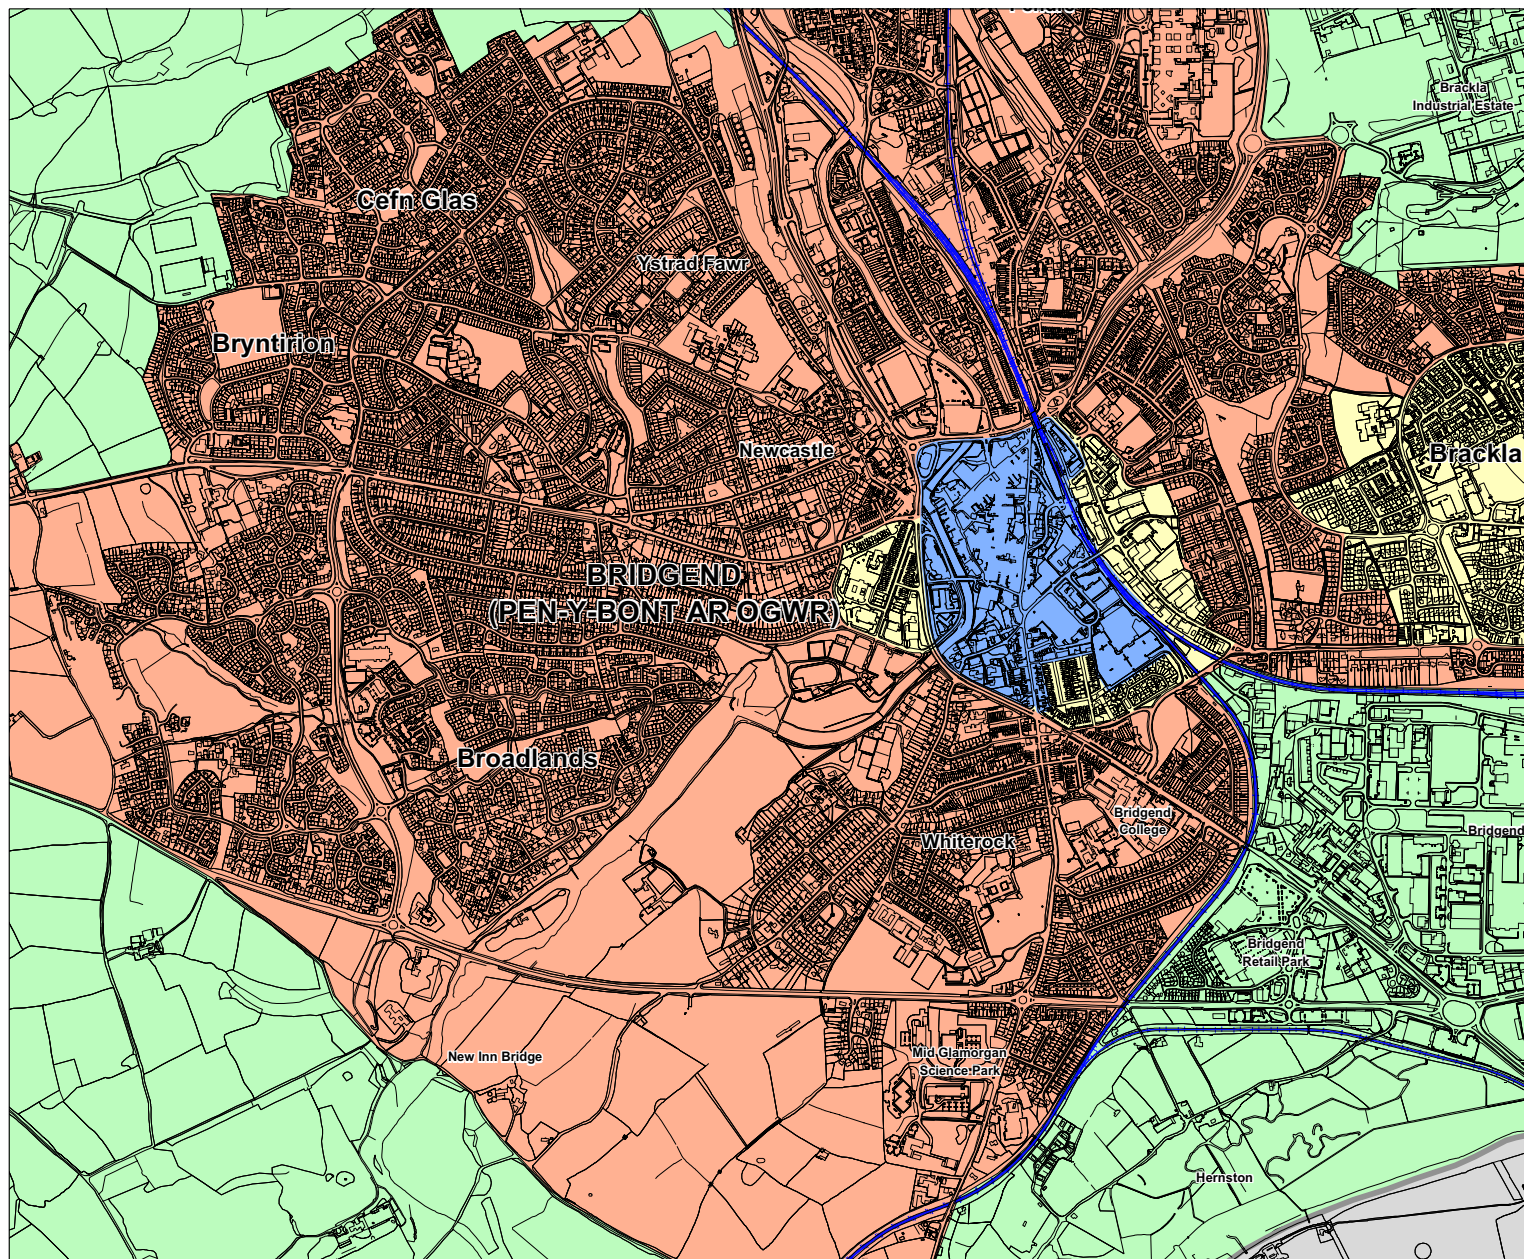 Brackla
Industrial Estate
Cefn Glas
Ystrad Fawr
Bryntirion
Newcastle
Brackla
BRIDGEND
(PEN-Y-BONT AR OGWR)
Broadlands
Bridgend
College
Whiterock
Bridgend
Bridgend
Retail Park
New Inn Bridge
Mid Glamorgan
Science Park
Hernston